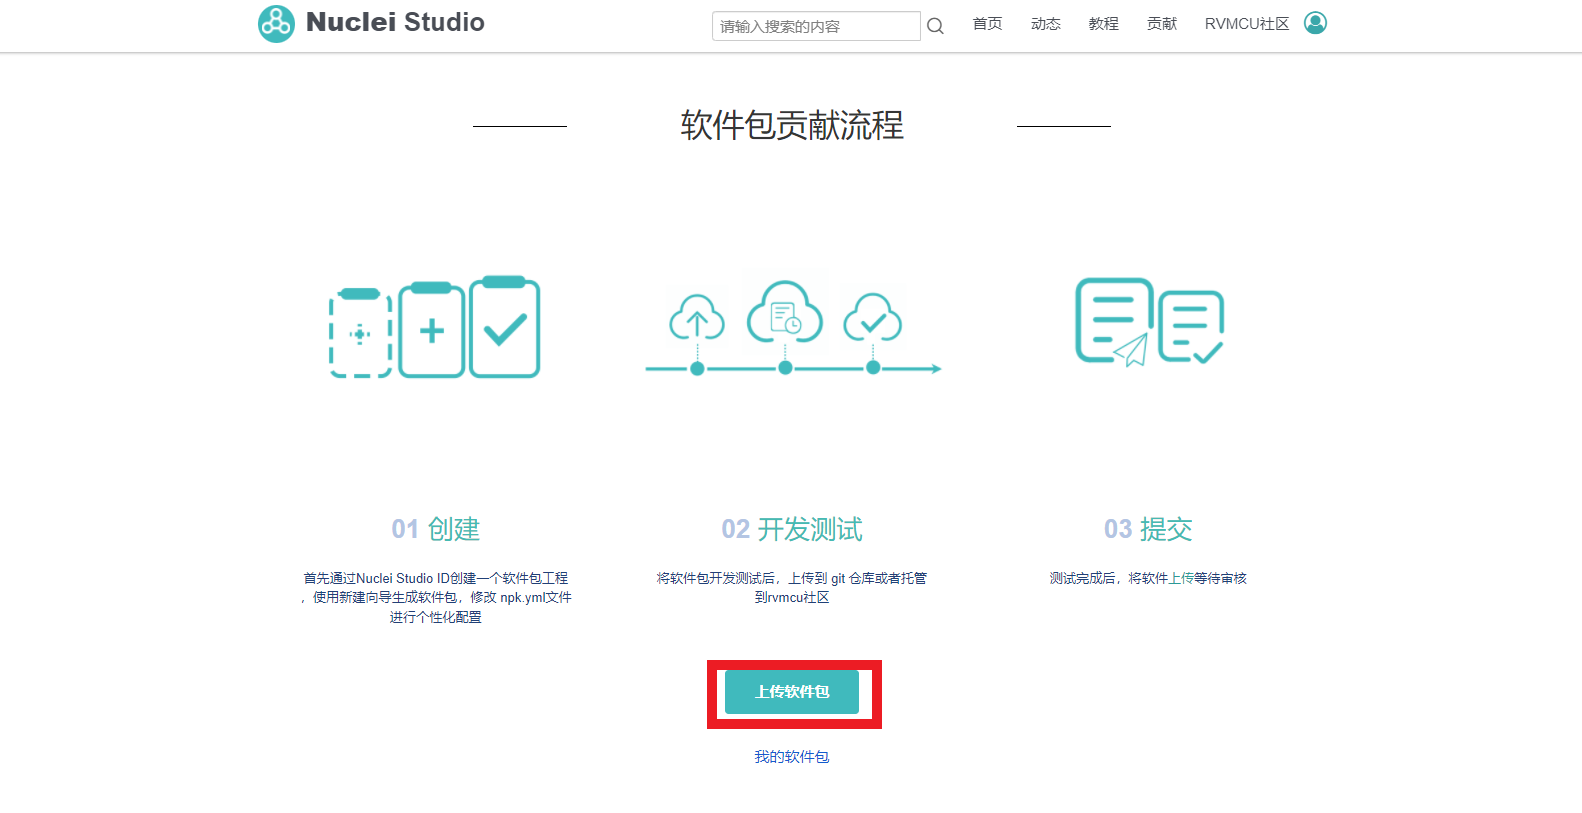 Nuclei Studio
请输入搜索的内容
首页
动态
教程
贡献
RVMCU社区
软件包贡献流程
01 创建
首先通过Nuclei Studio ID创建一个软件包工程
，使用新建向导生成软件包，修改 npk.yml文件
进行个性化配置
02 开发测试
将软件包开发测试后，上传到 git 仓库或者托管
到rvmcu社区
03 提交
测试完成后，将软件上传等待审核
上传软件包
我的软件包